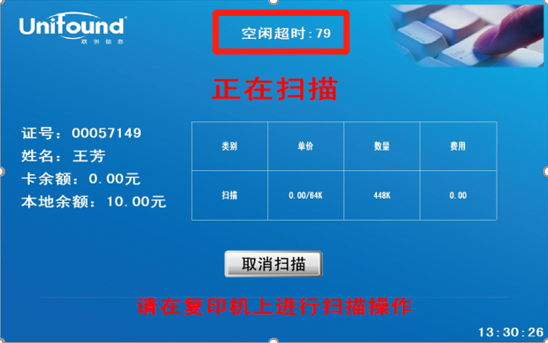 Unifound
联创信息
空闲超时:79
正在扫描
证号：00057149
姓名：王芳
卡余额：0.00元
本地余额：10.00元
类别 单价 数量 费用
扫描 0.00/64K 448K 0.00
取消扫描
请在复印机上进行扫描操作
13:30:26